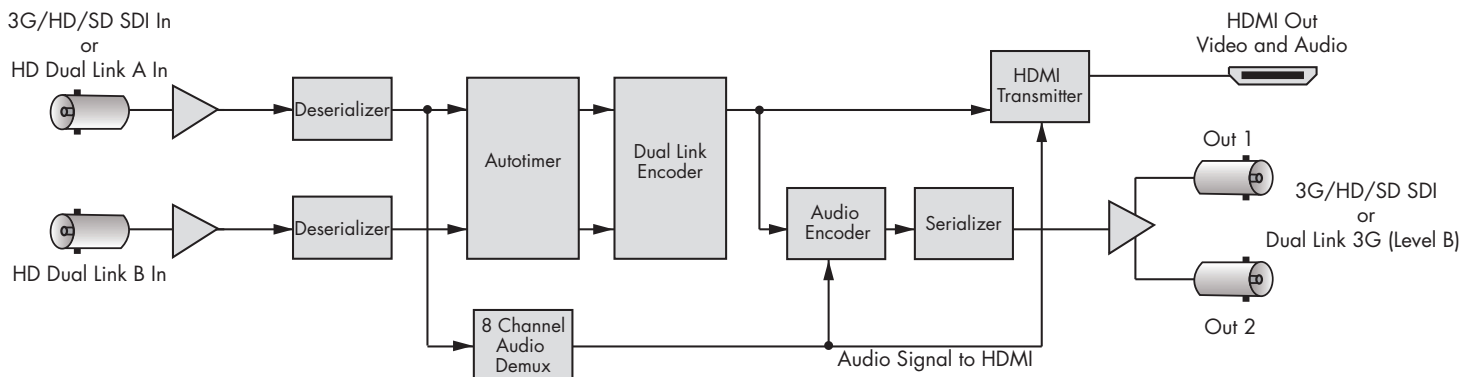 3G/HD/SD SDI In
or
HD Dual Link A In
HD Dual Link B In
Deserializer
Deserializer
Autotimer
Dual Link
Encoder
8 Channel
Audio
Demux
Audio
Encoder
Serializer
HDMI
Transmitter
Audio Signal to HDMI
HDMI Out
Video and Audio
Out 1
3G/HD/SD SDI
or
Dual Link 3G (Level B)
Out 2